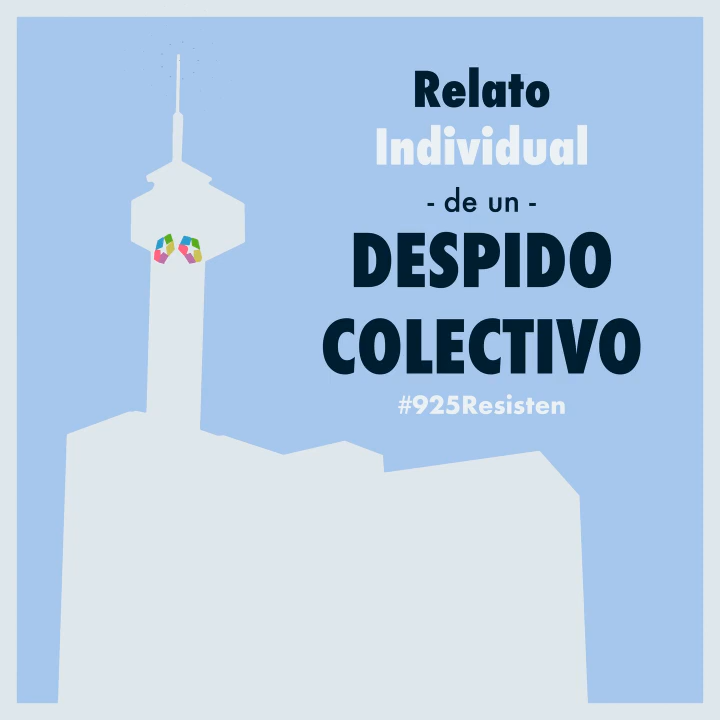 Relato
Individual
- de un -
DESPIDO
COLECTIVO
#925Resisten